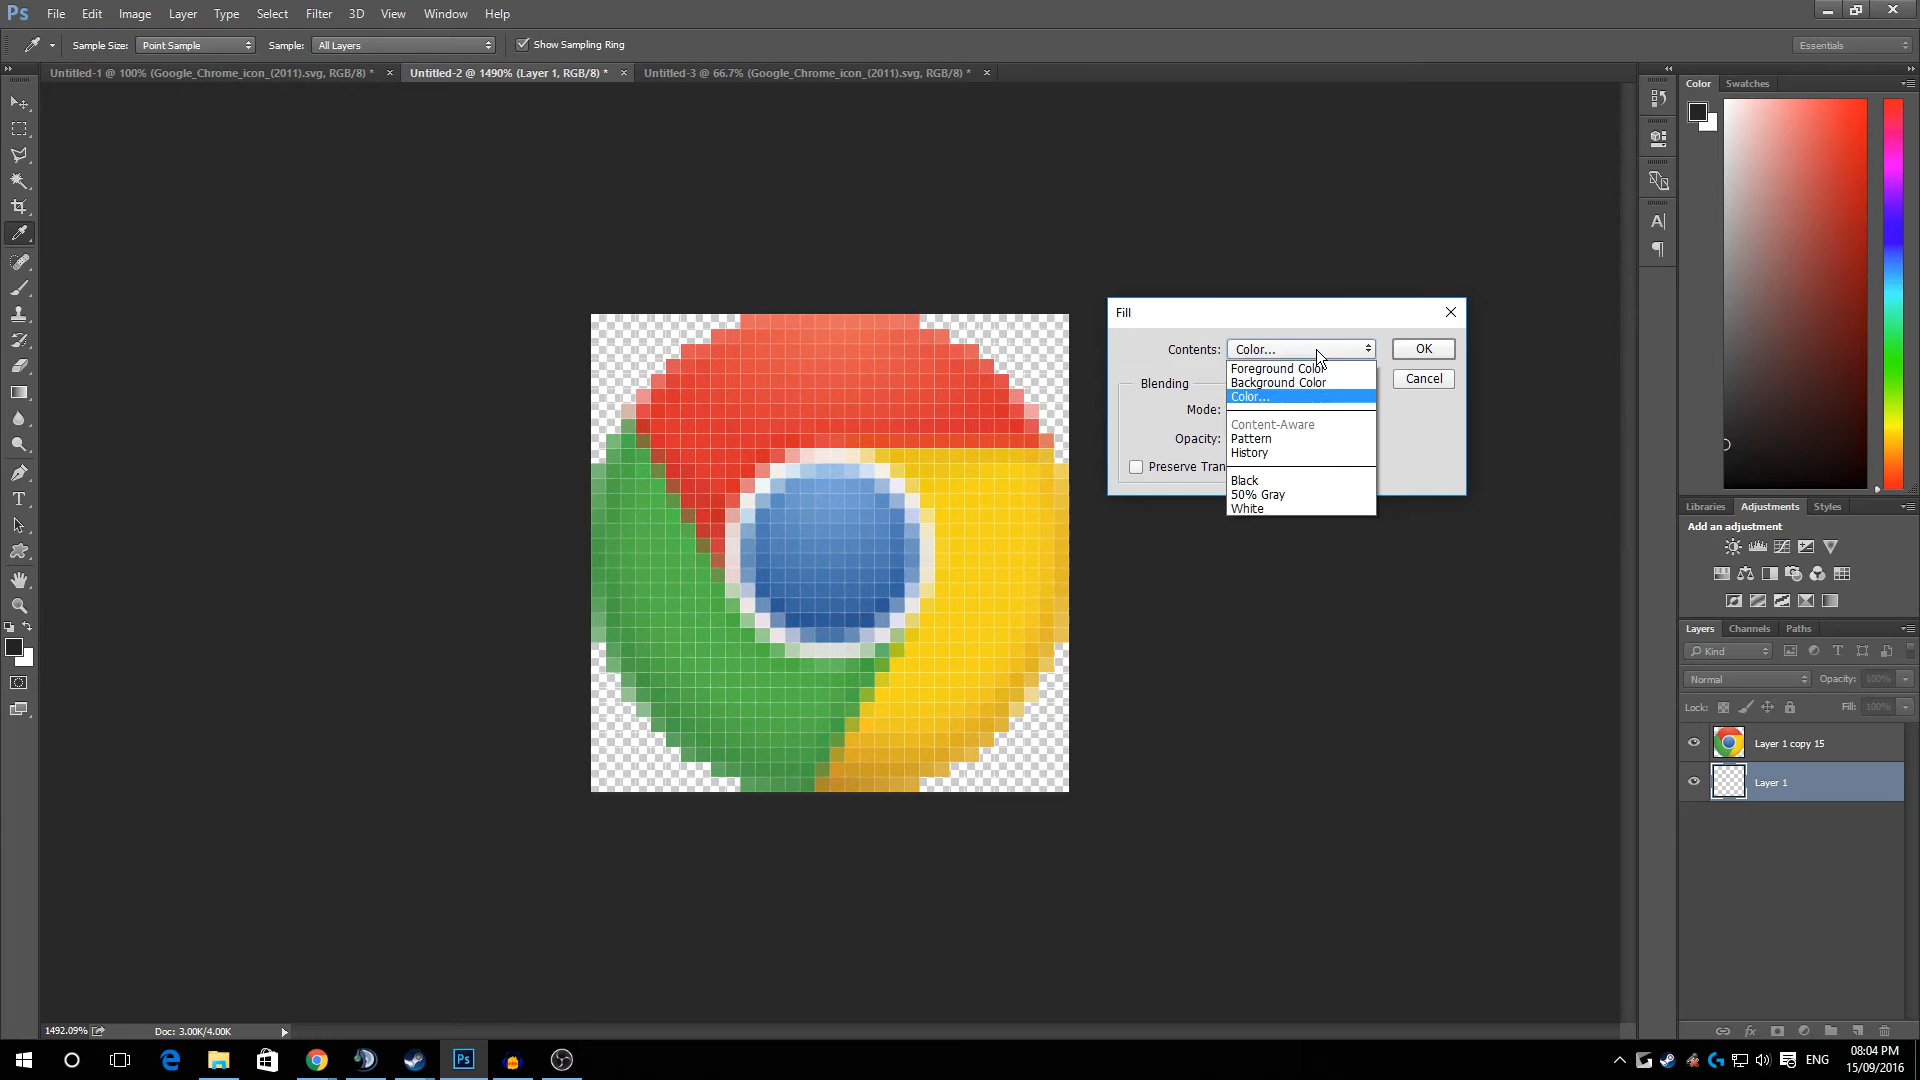 Ps File Edit Image Layer Type Select Filter 3D View Window Help
Sample Size: Point Sample Sample: All Layers Show Sampling Ring Essentials
Untitled-1 @ 100% (Google_Chrome_icon_(2011).svg, RGB/8) * Untitled-2 @ 1490% (Layer 1, RGB/8) * Untitled-3 @ 66.7% (Google_Chrome_icon_(2011).svg, RGB/8) *
Color Swatches
Fill
Contents: Color... OK
Foreground Color
Background Color
Color...
Cancel
Blending
Mode:
Opacity:
Preserve Tran
Content-Aware
Pattern
History
Black
50% Gray
White
Libraries Adjustments Styles
Add an adjustment
Layers Channels Paths
Kind
Normal Opacity: 100%
Lock: Fill: 100%
Layer 1 copy 15
Layer 1
1492.09% Doc: 3.00K/4.00K
Ps ENG
08:04 PM
15/09/2016